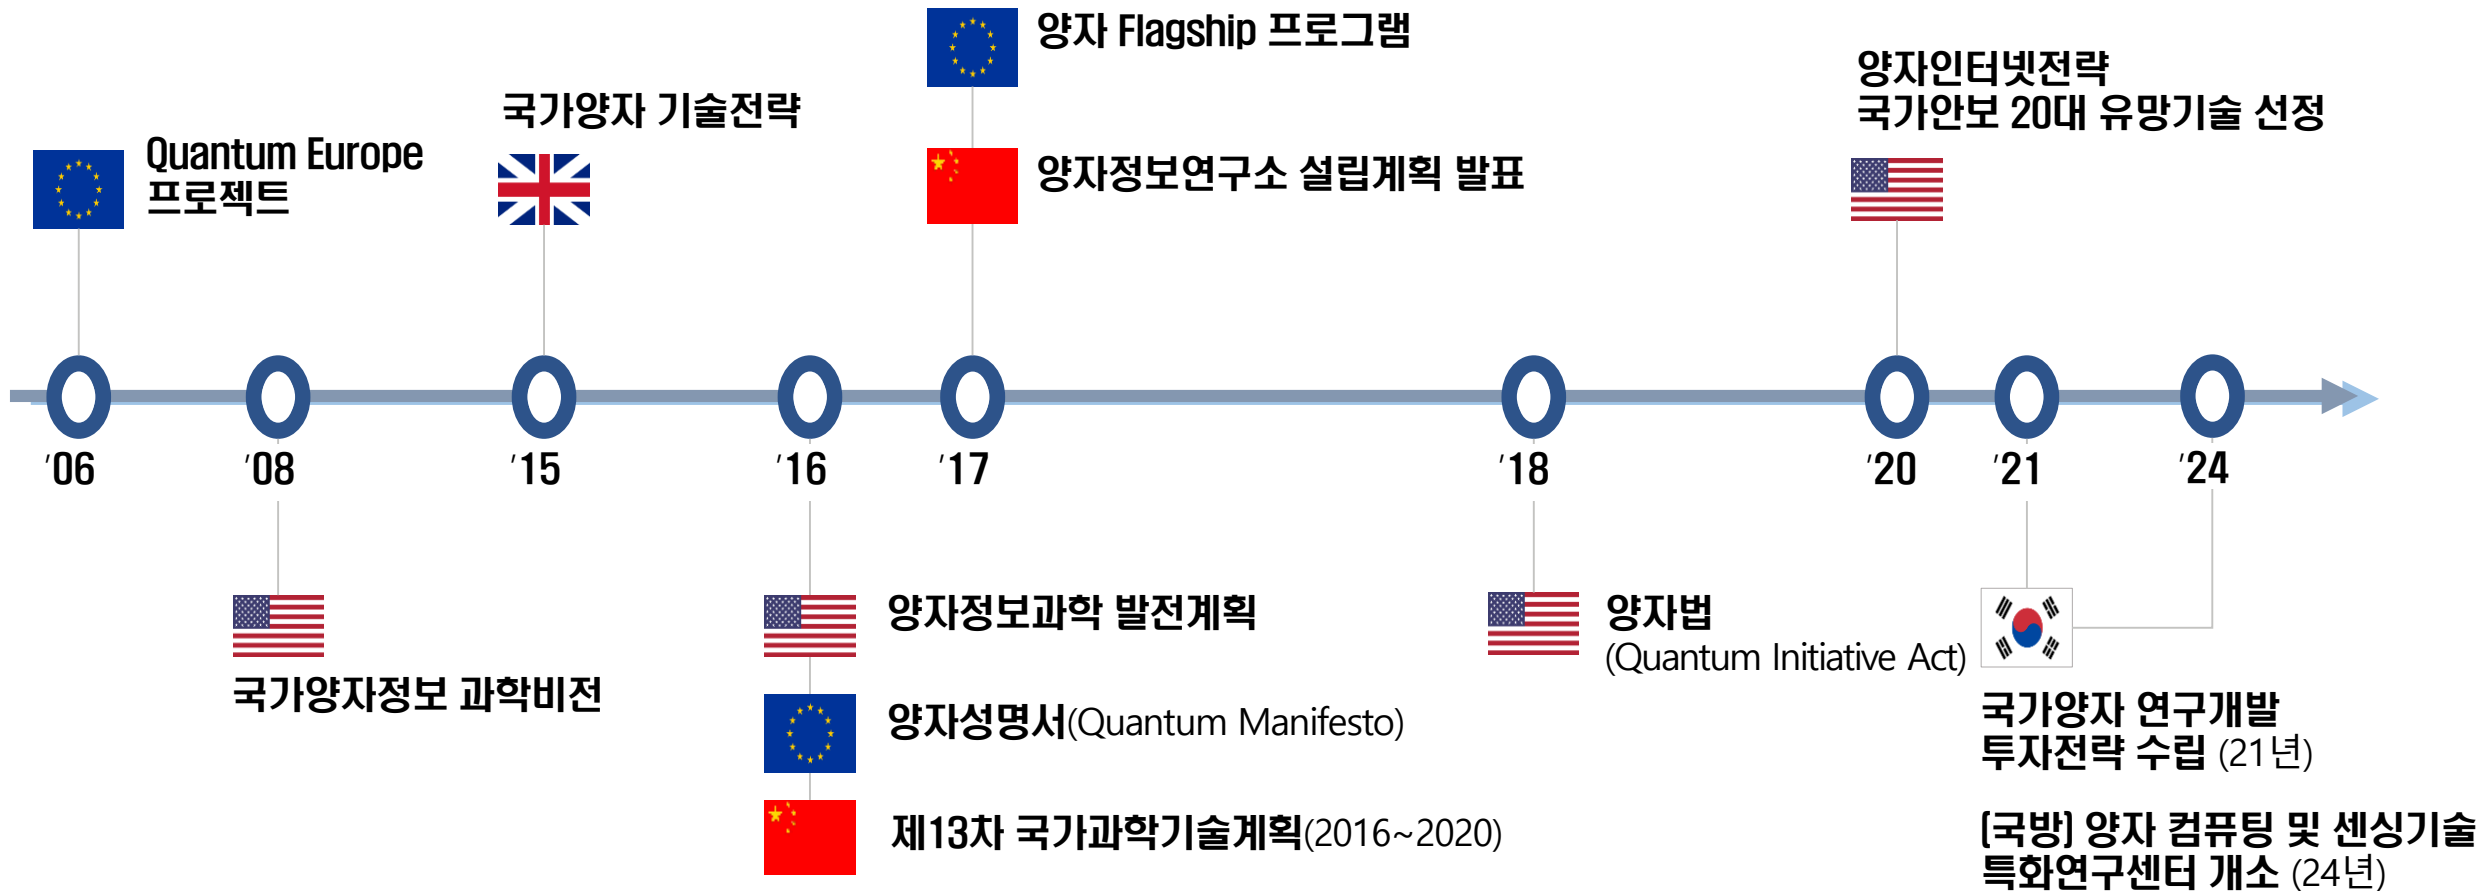 양자 Flagship 프로그램
양자인터넷전략
국가안보 20대 유망기술 선정
국가양자 기술전략
Quantum Europe
프로젝트
양자정보연구소 설립계획 발표
'06
'08
'15
'16
'17
'18
'20
'21
'24
양자정보과학 발전계획
양자법
(Quantum Initiative Act)
국가양자정보 과학비전
양자성명서(Quantum Manifesto)
국가양자 연구개발
투자전략 수립 (21년)
제13차 국가과학기술계획(2016~2020)
[국방] 양자 컴퓨팅 및 센싱기술
특화연구센터 개소 (24년)